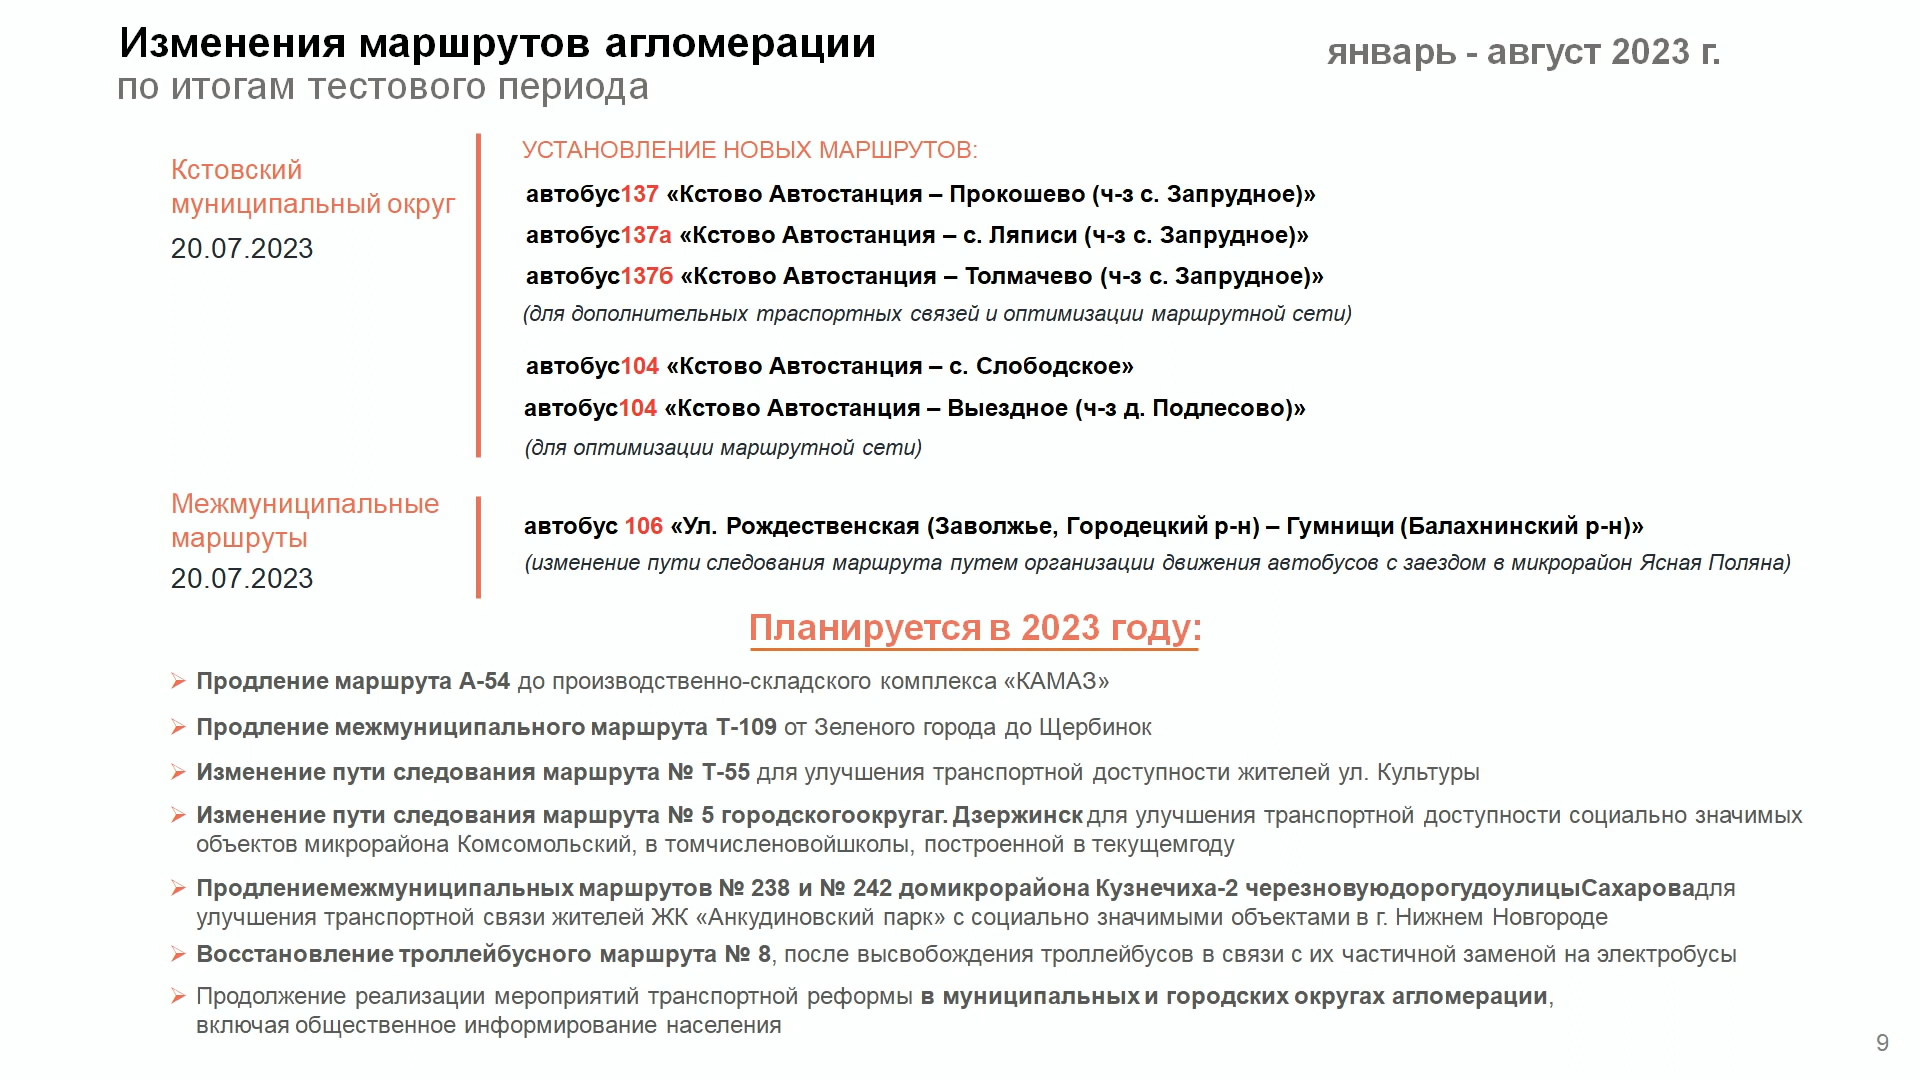 Изменения маршрутов агломерации
по итогам тестового периода
январь - август 2023 г.
Кстовский
муниципальный округ
20.07.2023
УСТАНОВЛЕНИЕ НОВЫХ МАРШРУТОВ:
автобус137 «Кстово Автостанция – Прокошево (ч-з с. Запрудное)»
автобус137а «Кстово Автостанция – с. Ляписи (ч-з с. Запрудное)»
автобус137б «Кстово Автостанция – Толмачево (ч-з с. Запрудное)»
(для дополнительных траспортных связей и оптимизации маршрутной сети)
автобус104 «Кстово Автостанция – с. Слободское»
автобус104 «Кстово Автостанция – Выездное (ч-з д. Подлесово)»
(для оптимизации маршрутной сети)
Межмуниципальные
маршруты
20.07.2023
автобус 106 «Ул. Рождественская (Заволжье, Городецкий р-н) – Гумнищи (Балахнинский р-н)»
(изменение пути следования маршрута путем организации движения автобусов с заездом в микрорайон Ясная Поляна)
Планируется в 2023 году:
➢ Продление маршрута А-54 до производственно-складского комплекса «КАМАЗ»
➢ Продление межмуниципального маршрута Т-109 от Зеленого города до Щербинок
➢ Изменение пути следования маршрута № Т-55 для улучшения транспортной доступности жителей ул. Культуры
➢ Изменение пути следования маршрута № 5 городскогоокругаг. Дзержинск для улучшения транспортной доступности социально значимых
объектов микрорайона Комсомольский, в томчисленовойшколы, построенной в текущемгоду
➢ Продлениемежмуниципальных маршрутов № 238 и № 242 домикрорайона Кузнечиха-2 черезновуюдорогудоулицыСахаровадля
улучшения транспортной связи жителей ЖК «Анкудиновский парк» с социально значимыми объектами в г. Нижнем Новгороде
➢ Восстановление троллейбусного маршрута № 8, после высвобождения троллейбусов в связи с их частичной заменой на электробусы
➢ Продолжение реализации мероприятий транспортной реформы в муниципальных и городских округах агломерации,
включая общественное информирование населения
9